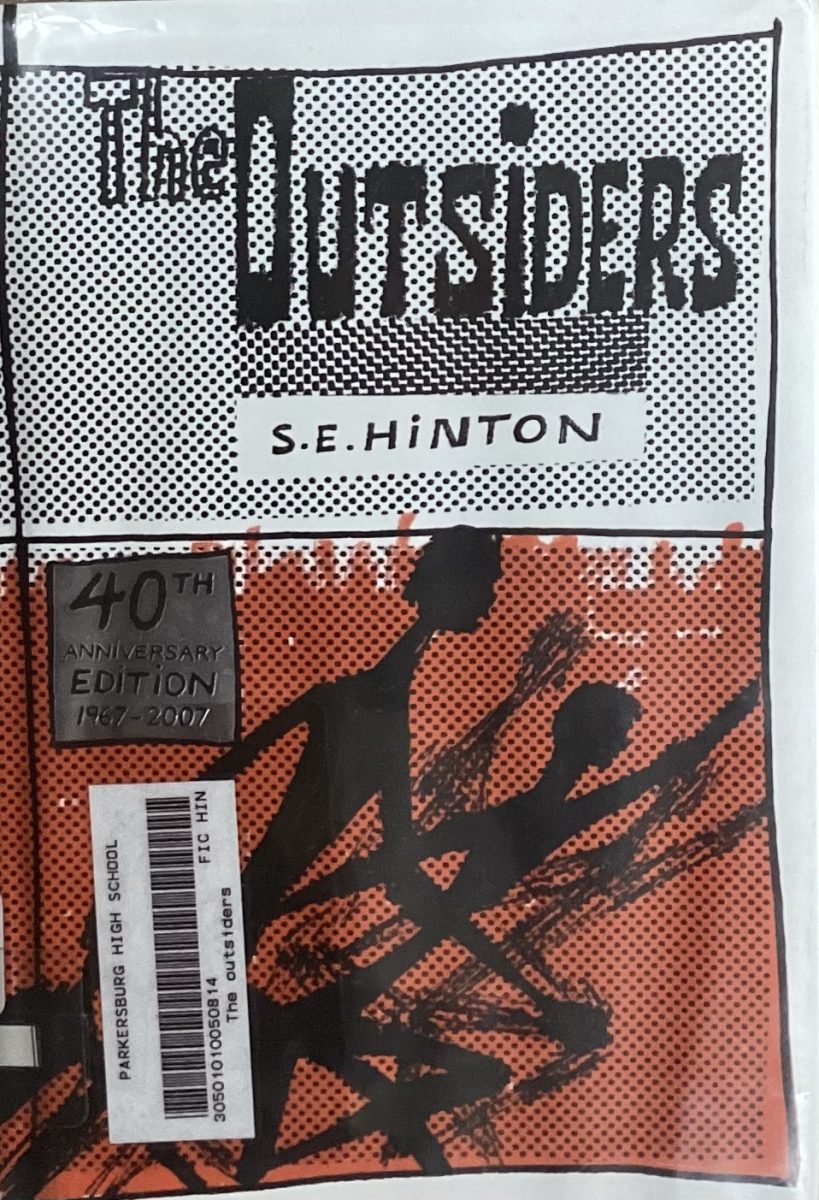 The OUTSiDERS
S.E.HiNTON
40TH
ANNiVERSARY
EDiTiON
1967-2007
PARKERSBURG HIGH SCHOOL
FIC HIN
30501010050814
The outsiders